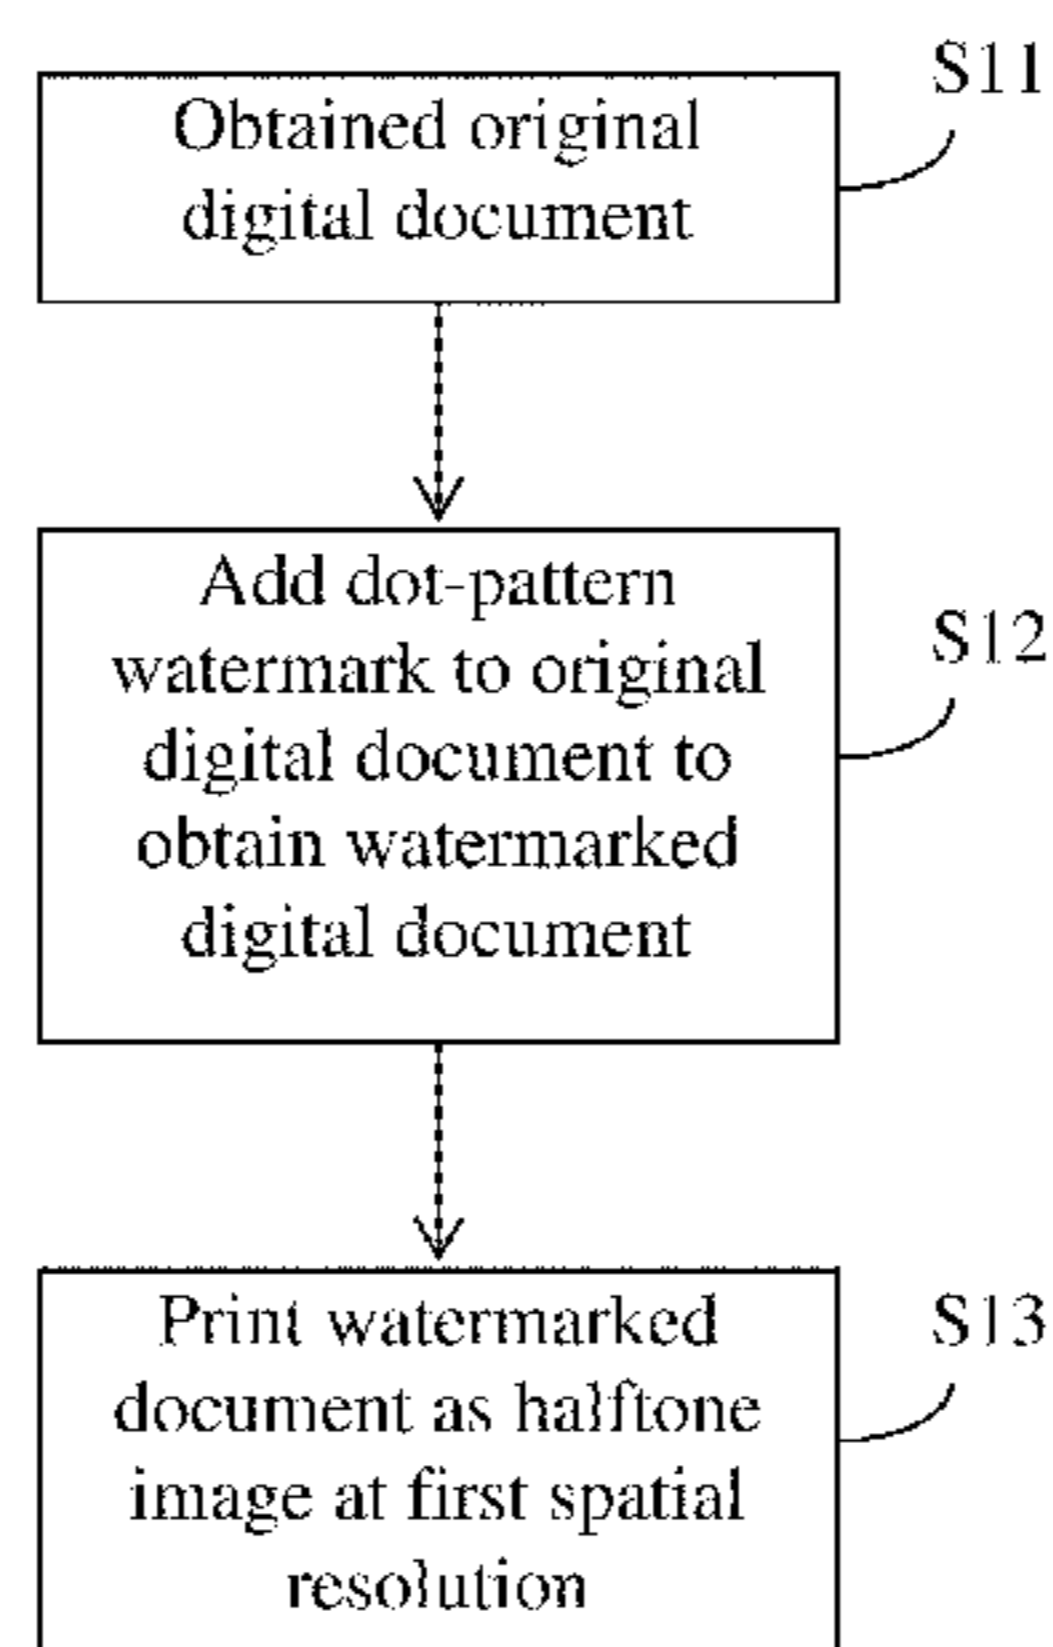 S11
Obtained original
digital document
Add dot-pattern
watermark to original
digital document to
obtain watermarked
digital document
S12
Print watermarked
document as halftone
image at first spatial
resolution
S13